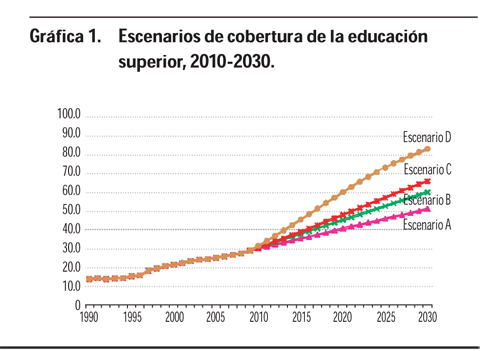 Gráfica 1. Escenarios de cobertura de la educación
superior, 2010-2030.
100.0
90.0
80.0
70.0
60.0
50.0
40.0
30.0
20.0
10.0
0
Escenario D
Escenario C
Escenario B
Escenario A
1990 1995 2000 2005 2010 2015 2020 2025 2030